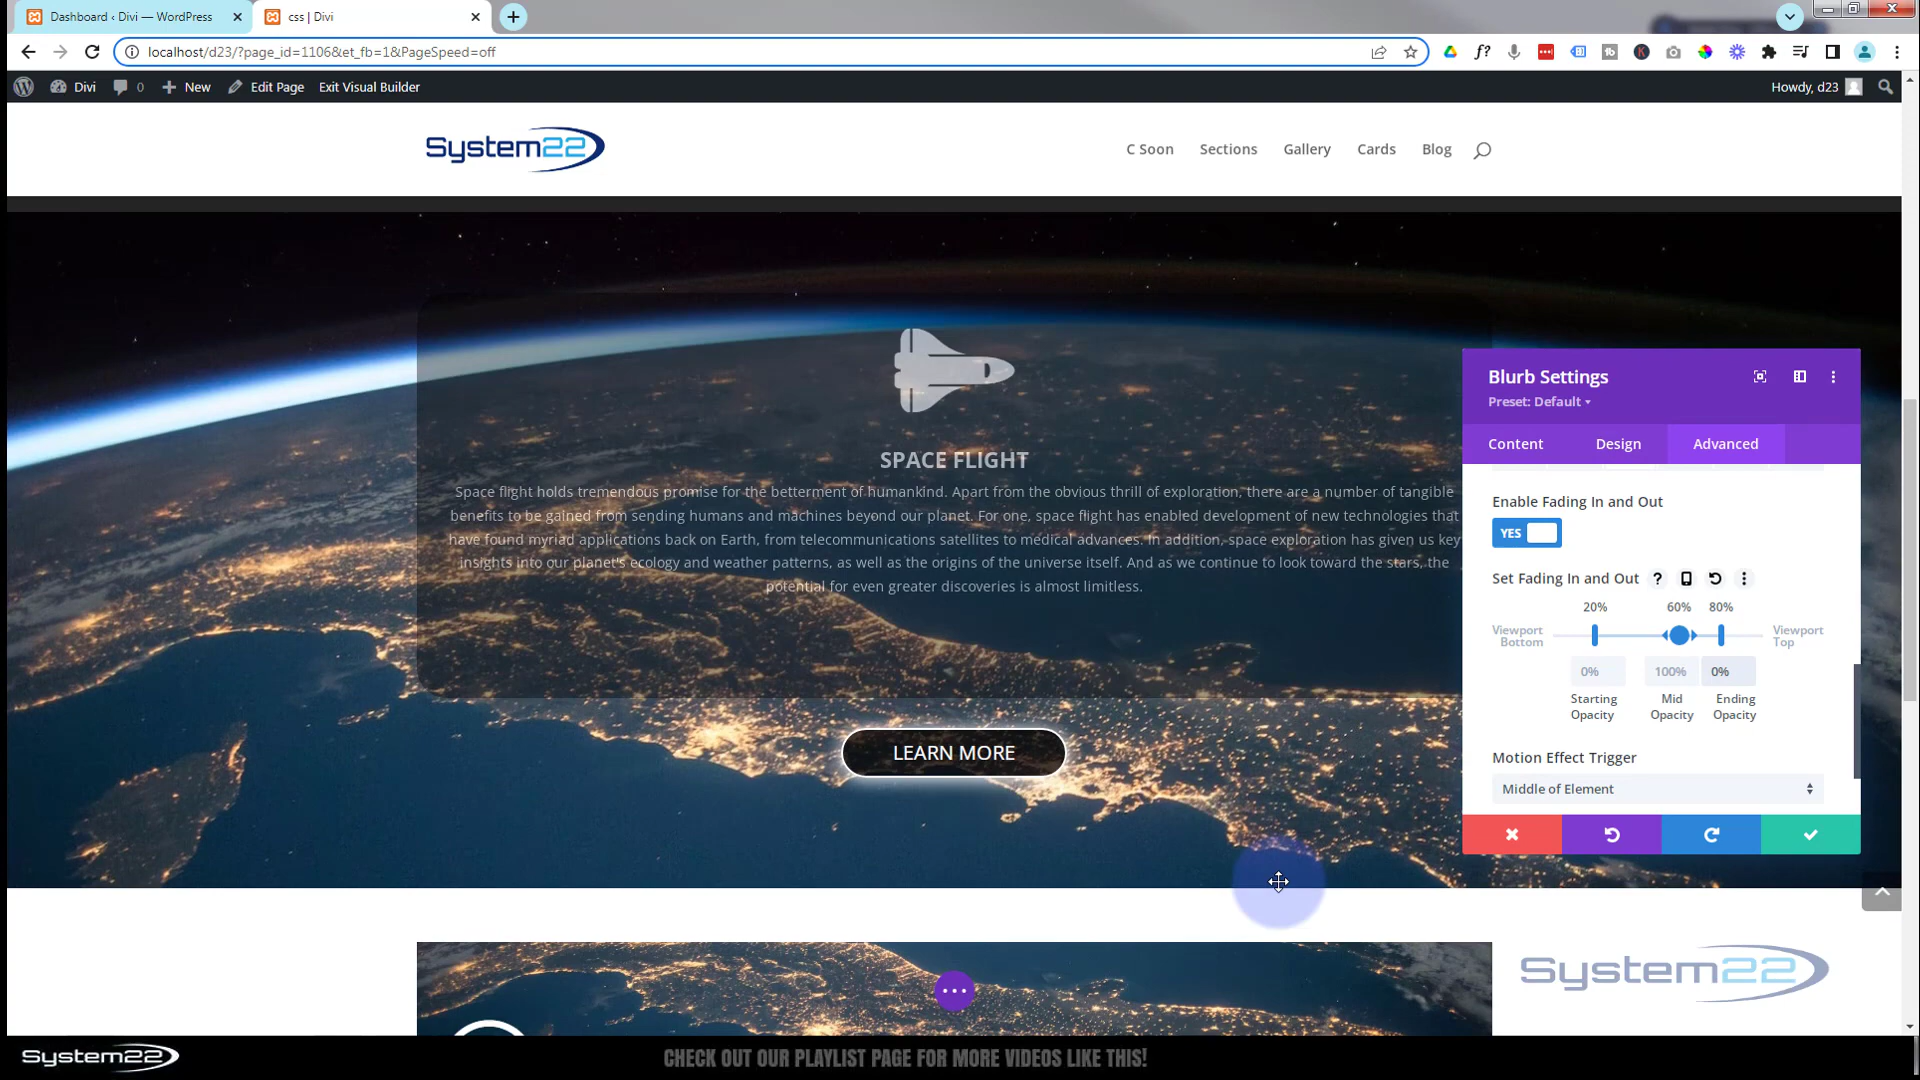 Dashboard ‹ Divi — WordPress
css | Divi
localhost/d23/?page_id=1106&et_fb=1&PageSpeed=off
Divi
0
New
Edit Page
Exit Visual Builder
Howdy, d23
System22
C Soon
Sections
Gallery
Cards
Blog
SPACE FLIGHT
Space flight holds tremendous promise for the betterment of humankind. Apart from the obvious thrill of exploration, there are a number of tangible
benefits to be gained from sending humans and machines beyond our planet. For one, space flight has enabled development of new technologies that
have found myriad applications back on Earth, from telecommunications satellites to medical advances. In addition, space exploration has given us key
insights into our planet's ecology and weather patterns, as well as the origins of the universe itself. And as we continue to look toward the stars, the
potential for even greater discoveries is almost limitless.
LEARN MORE
Blurb Settings
Preset: Default
Content
Design
Advanced
Enable Fading In and Out
YES
Set Fading In and Out
?
20%
60%
80%
Viewport
Bottom
Viewport
Top
0%
100%
0%
Starting
Opacity
Mid
Opacity
Ending
Opacity
Motion Effect Trigger
Middle of Element
System22
System22
CHECK OUT OUR PLAYLIST PAGE FOR MORE VIDEOS LIKE THIS!